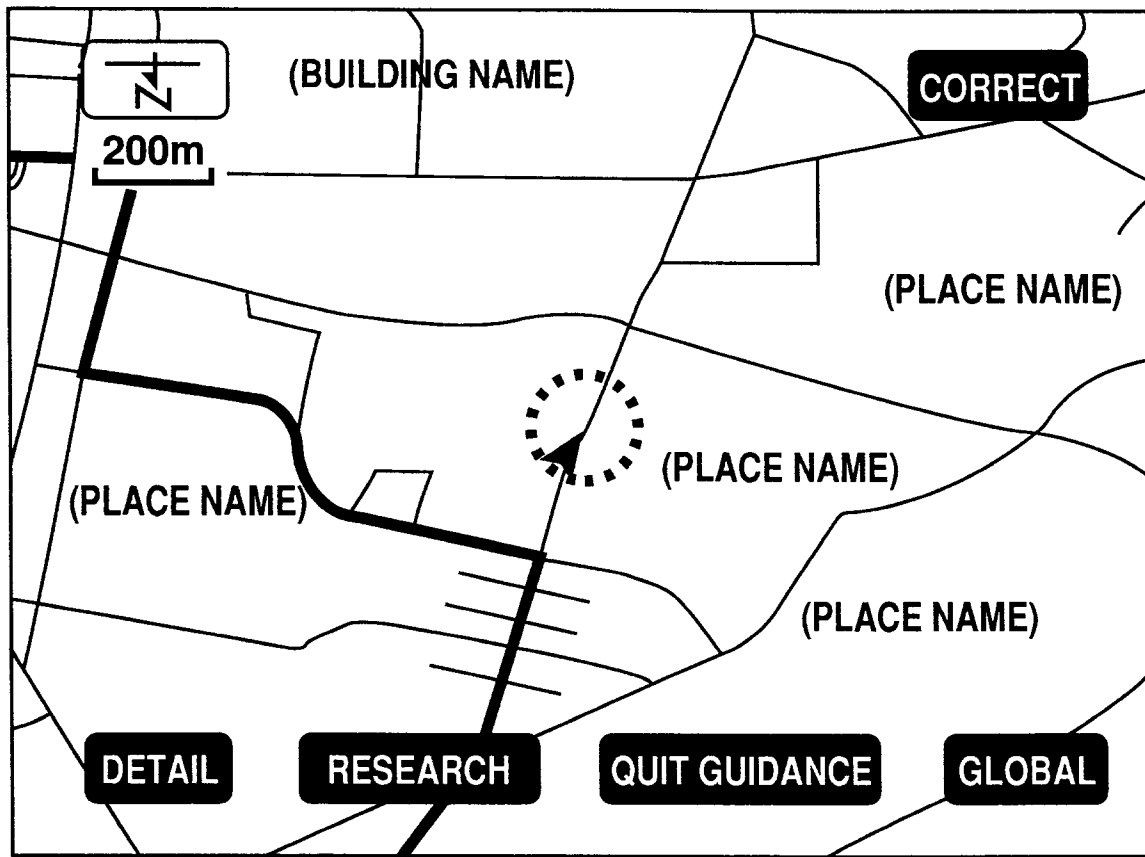 (BUILDING NAME)
CORRECT
200m
(PLACE NAME)
(PLACE NAME)
(PLACE NAME)
(PLACE NAME)
DETAIL
RESEARCH
QUIT GUIDANCE
GLOBAL